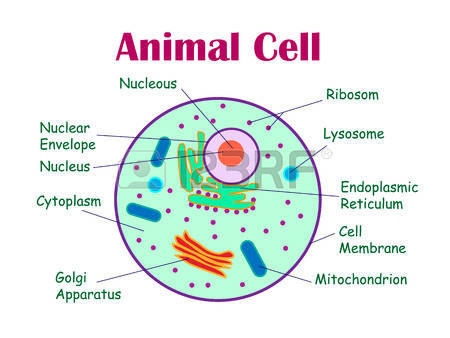 Animal Cell
Nucleous
Ribosom
Nuclear
Envelope
Lysosome
Nucleus
Endoplasmic
Reticulum
Cytoplasm
Cell
Membrane
Golgi
Apparatus
Mitochondrion